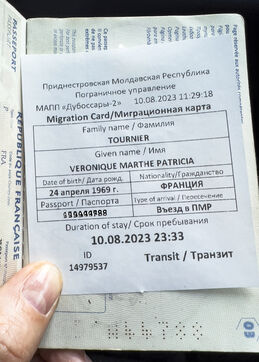 Приднестровская Молдавская Республика
Пограничное управление
МАПП «Дубоссары-2» 10.08.2023 11:29:18
Migration Card/Миграционная карта
Family name / Фамилия
TOURNIER
Given name / Имя
VERONIQUE MARTHE PATRICIA
Date of birth/ Дата рожд. Nationality/Гражданство
24 апреля 1969 г. ФРАНЦИЯ
Passport / Паспорта Type of arrival / Пересечение
Въезд в ПМР
Duration of stay/ Срок пребывания
10.08.2023 23:33
ID
14979537 Transit / Транзит
PASSEPORT
RÉPUBLIQUE FRANÇAISE
FRA